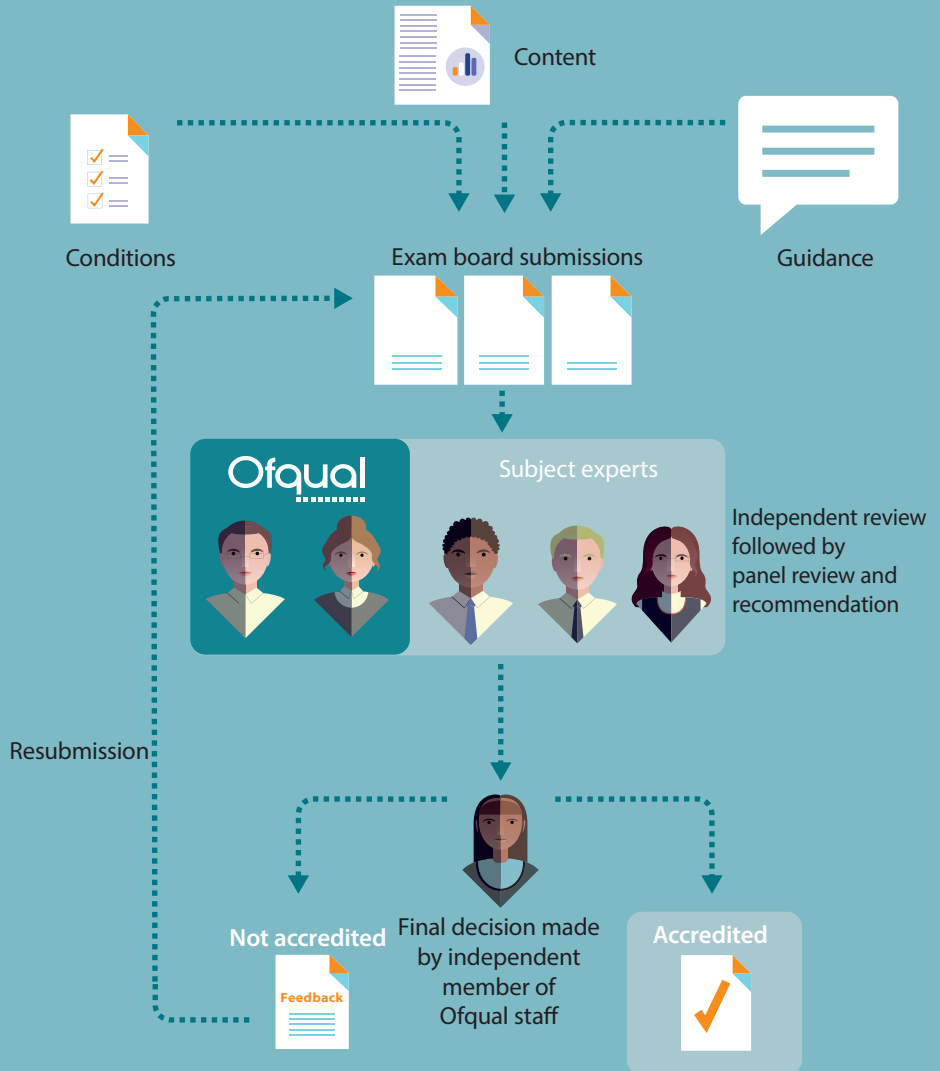 Content
Conditions
Guidance
Exam board submissions
Ofqual
Subject experts
Independent review
followed by
panel review and
recommendation
Resubmission
Not accredited
Feedback
Final decision made
by independent
member of
Ofqual staff
Accredited